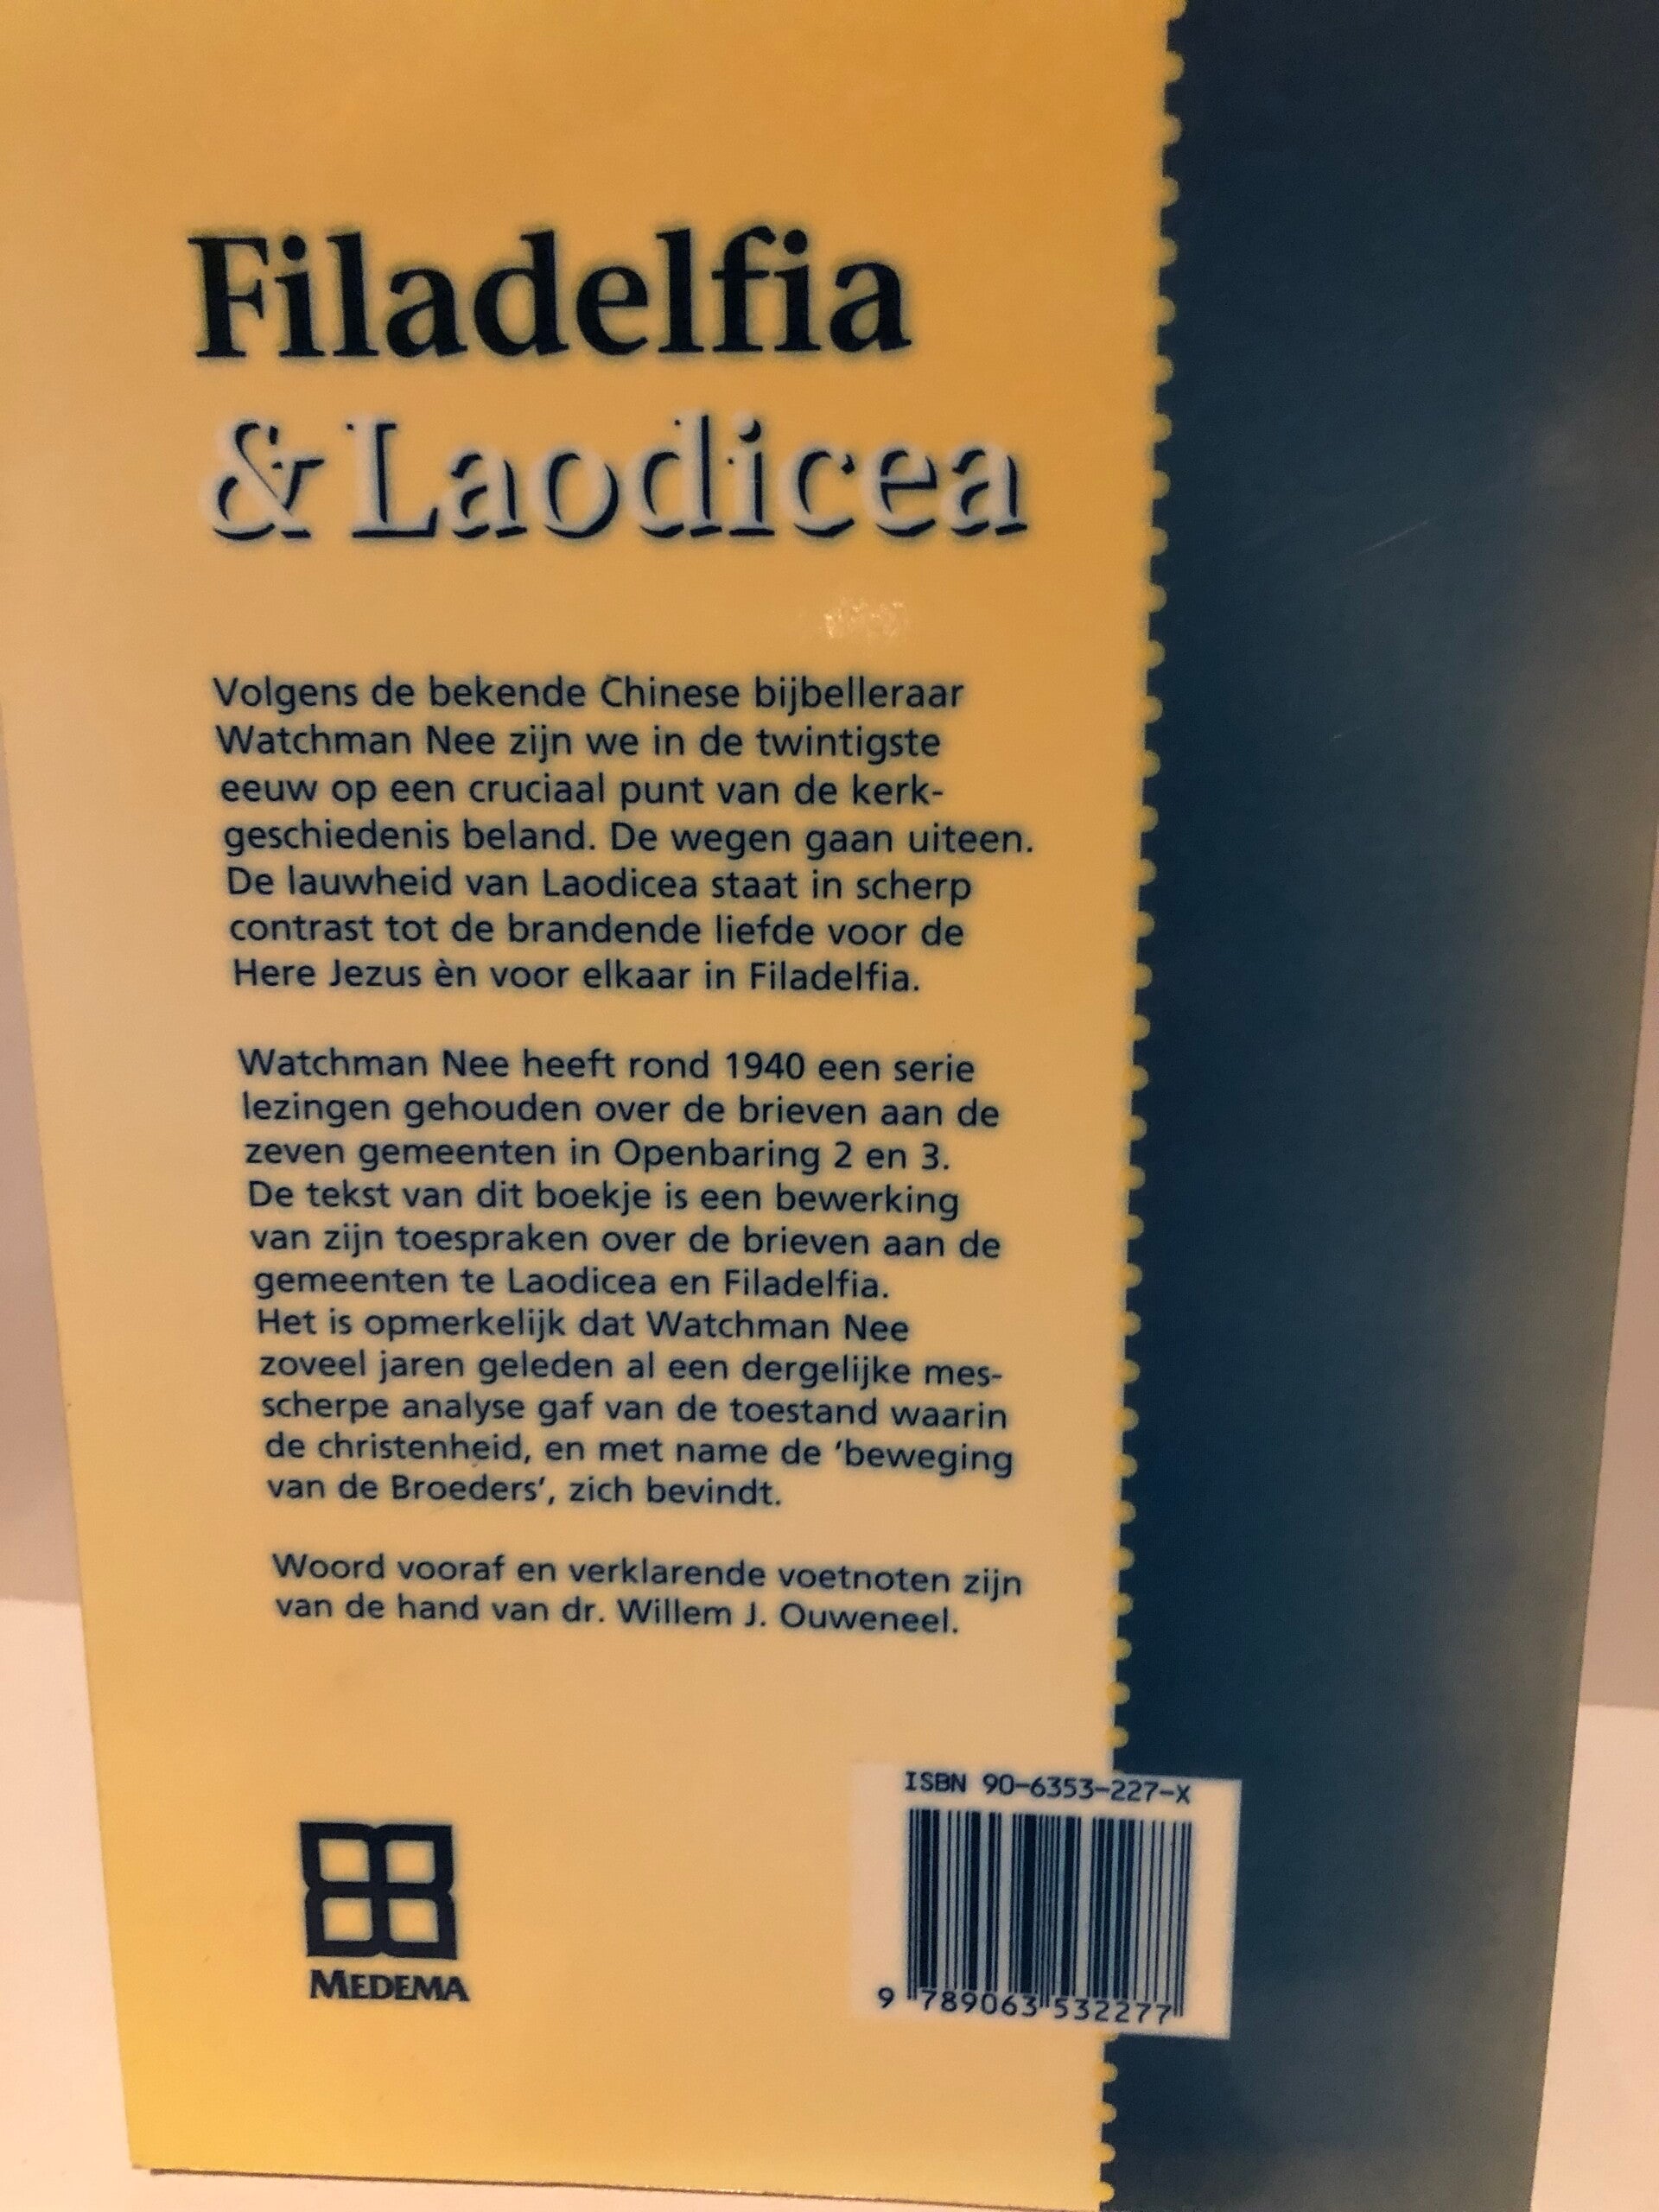 Filadelfia
& Laodicea
Volgens de bekende Chinese bijbelleraar
Watchman Nee zijn we in de twintigste
eeuw op een cruciaal punt van de kerk-
geschiedenis beland. De wegen gaan uiteen.
De lauwheid van Laodicea staat in scherp
contrast tot de brandende liefde voor de
Here Jezus èn voor elkaar in Filadelfia.
Watchman Nee heeft rond 1940 een serie
lezingen gehouden over de brieven aan de
zeven gemeenten in Openbaring 2 en 3.
De tekst van dit boekje is een bewerking
van zijn toespraken over de brieven aan de
gemeenten te Laodicea en Filadelfia.
Het is opmerkelijk dat Watchman Nee
zoveel jaren geleden al een dergelijke mes-
scherpe analyse gaf van de toestand waarin
de christenheid, en met name de ‘beweging
van de Broeders’, zich bevindt.
Woord vooraf en verklarende voetnoten zijn
van de hand van dr. Willem J. Ouweneel.
ISBN 90-6353-227-X
9 789063 532277
MEDEMA